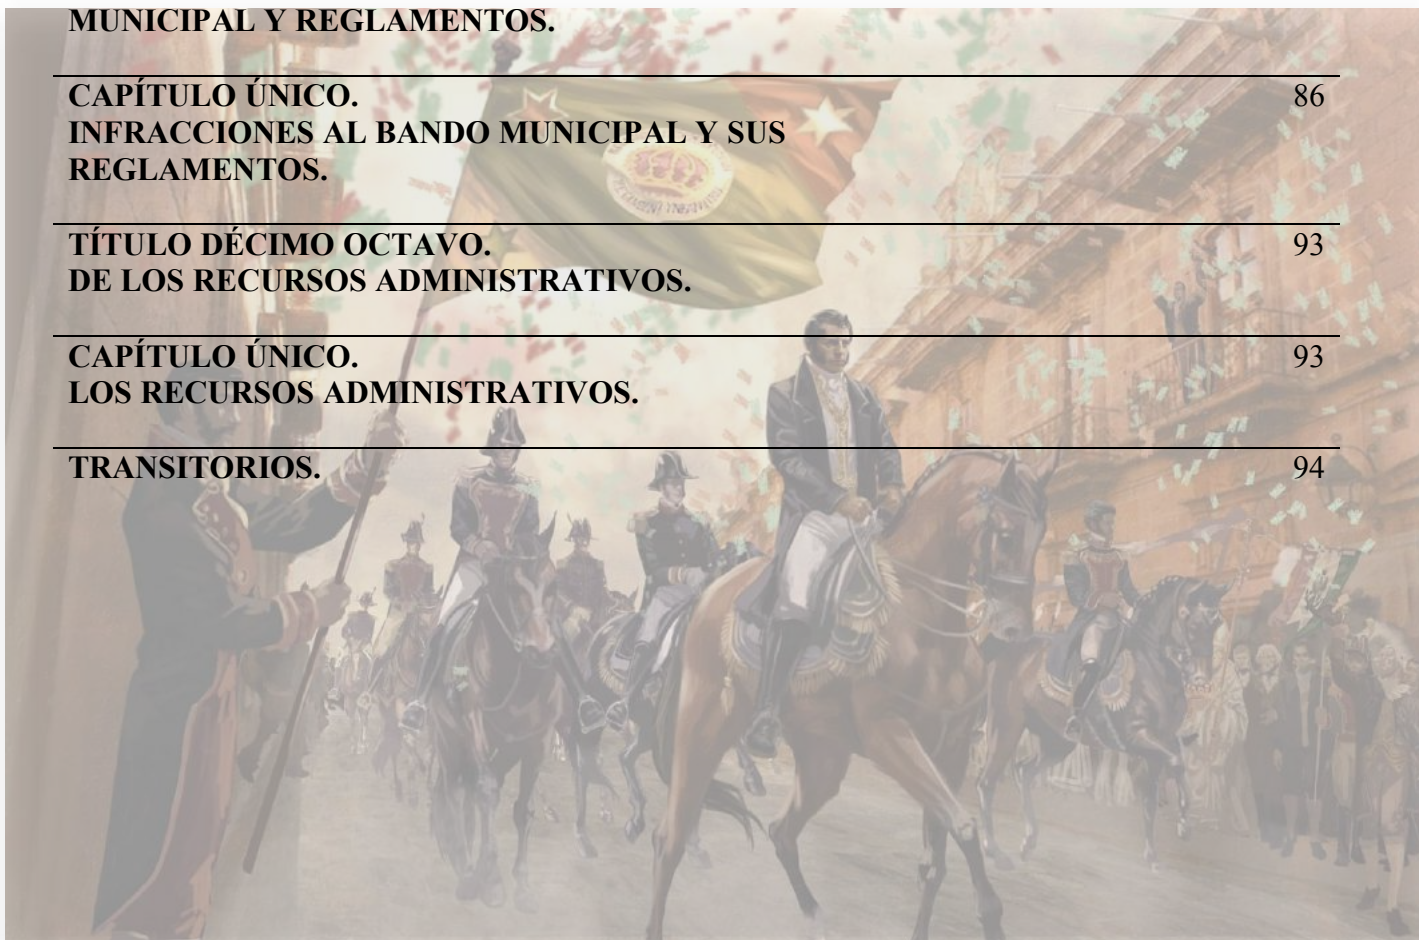 MUNICIPAL Y REGLAMENTOS.
CAPÍTULO ÚNICO. 86
INFRACCIONES AL BANDO MUNICIPAL Y SUS
REGLAMENTOS.
TÍTULO DÉCIMO OCTAVO. 93
DE LOS RECURSOS ADMINISTRATIVOS.
CAPÍTULO ÚNICO. 93
LOS RECURSOS ADMINISTRATIVOS.
TRANSITORIOS. 94